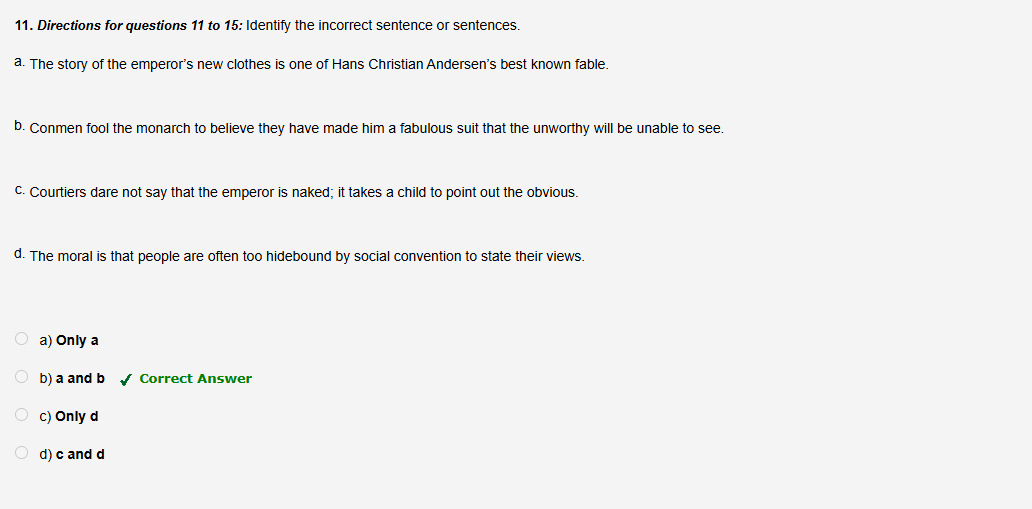 11. Directions for questions 11 to 15: Identify the incorrect sentence or sentences.
a. The story of the emperor's new clothes is one of Hans Christian Andersen's best known fable.
b. Conmen fool the monarch to believe they have made him a fabulous suit that the unworthy will be unable to see.
c. Courtiers dare not say that the emperor is naked; it takes a child to point out the obvious.
d. The moral is that people are often too hidebound by social convention to state their views.
a) Only a
b) a and b ✓ Correct Answer
c) Only d
d) c and d